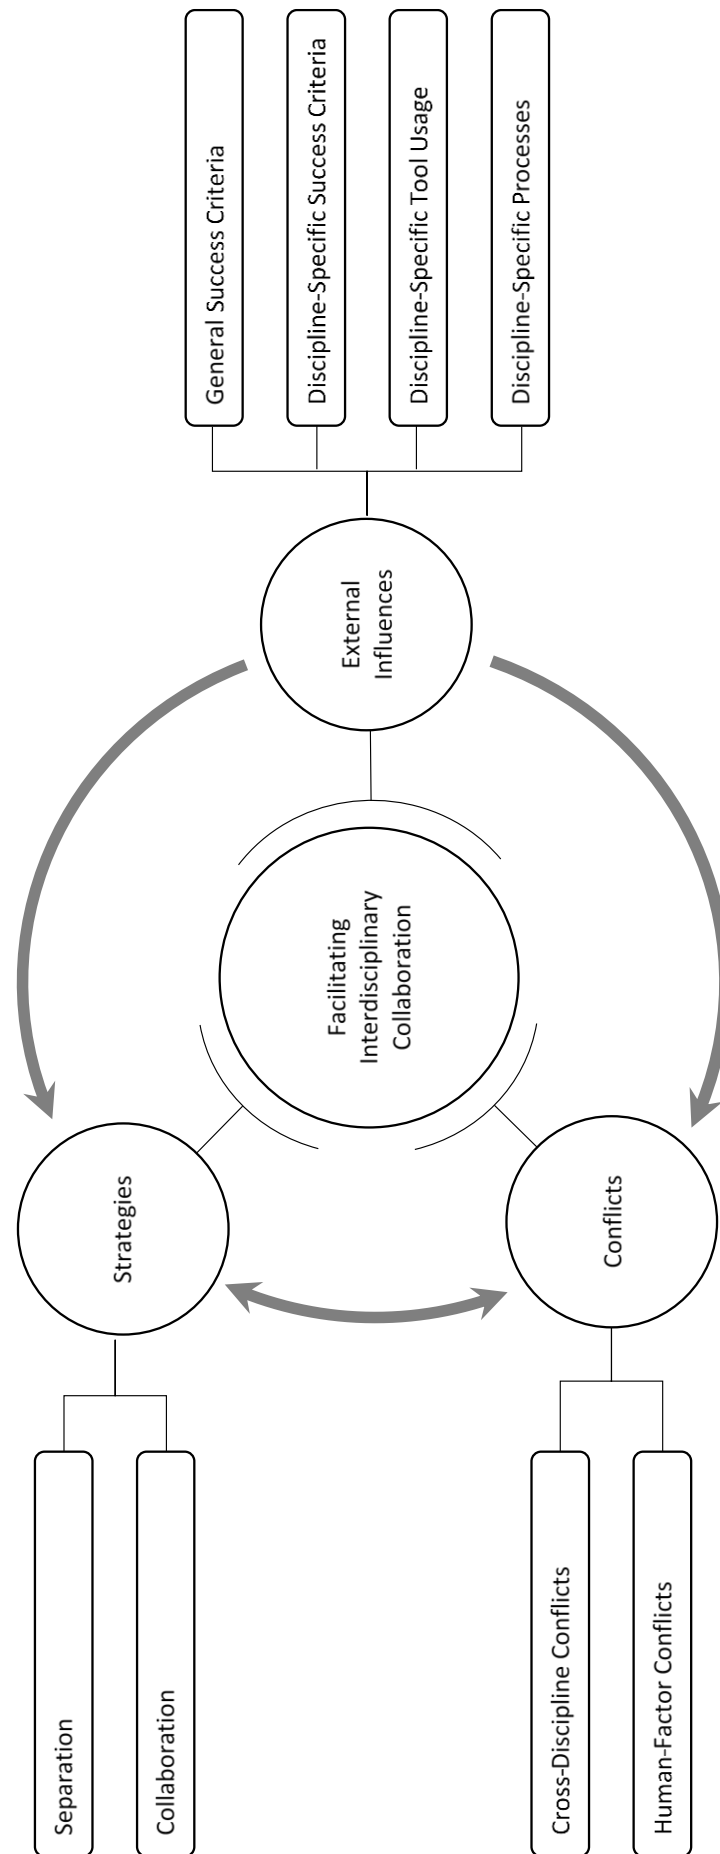 Separation
Collaboration
Strategies
Cross-Discipline Conflicts
Human-Factor Conflicts
Conflicts
Facilitating
Interdisciplinary
Collaboration
External
Influences
General Success Criteria
Discipline-Specific Success Criteria
Discipline-Specific Tool Usage
Discipline-Specific Processes